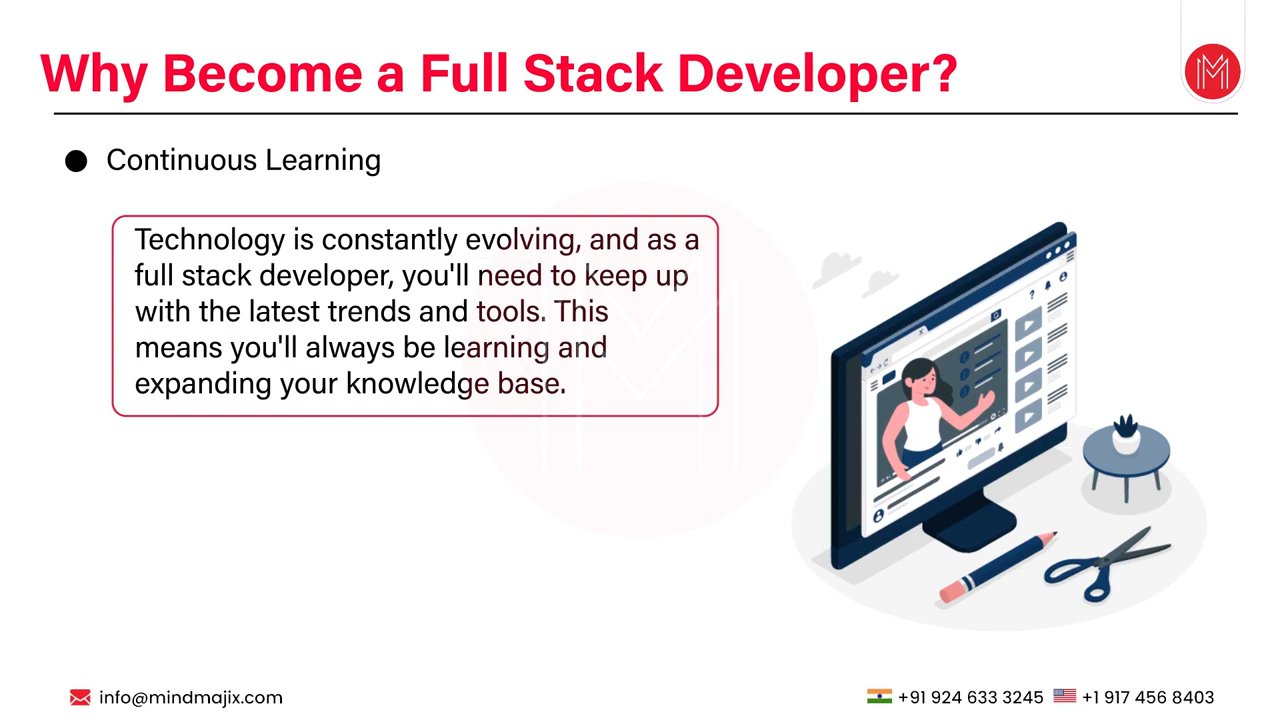 Why Become a Full Stack Developer?
● Continuous Learning
Technology is constantly evolving, and as a
full stack developer, you'll need to keep up
with the latest trends and tools. This
means you'll always be learning and
expanding your knowledge base.
info@mindmajix.com
+91 924 633 3245 +1 917 456 8403